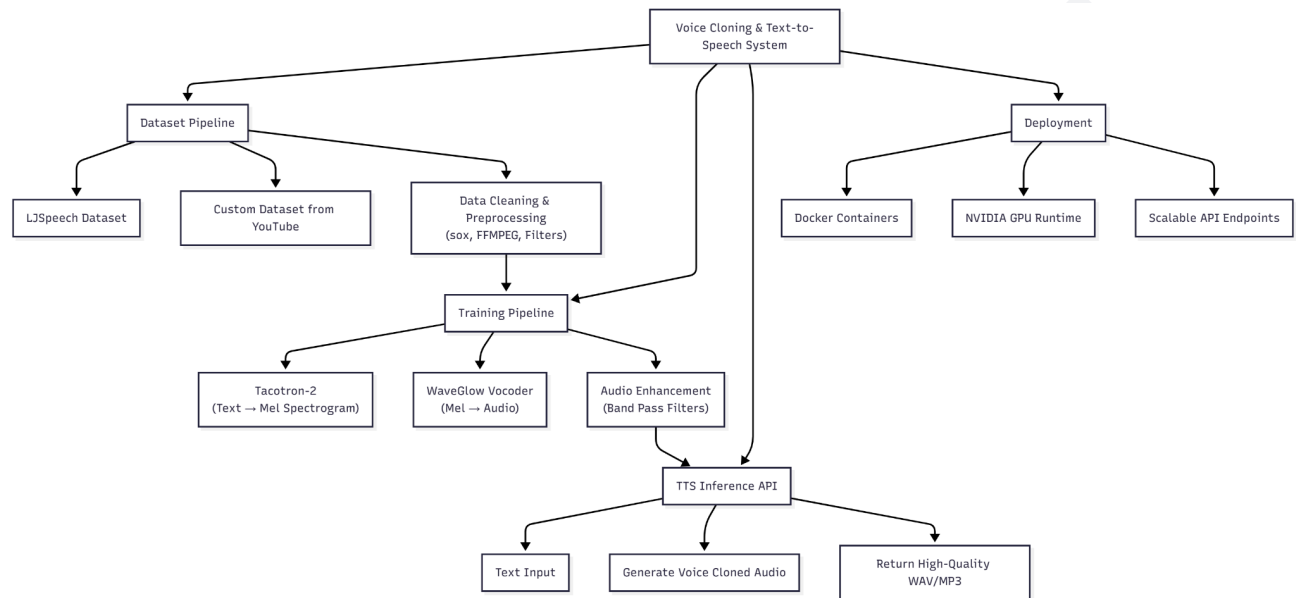 Voice Cloning & Text-to-
Speech System
Dataset Pipeline
Deployment
LJSpeech Dataset
Custom Dataset from
YouTube
Data Cleaning &
Preprocessing
(sox, FFMPEG, Filters)
Docker Containers
NVIDIA GPU Runtime
Scalable API Endpoints
Training Pipeline
Tacotron-2
(Text → Mel Spectrogram)
WaveGlow Vocoder
(Mel → Audio)
Audio Enhancement
(Band Pass Filters)
TTS Inference API
Text Input
Generate Voice Cloned Audio
Return High-Quality
WAV/MP3